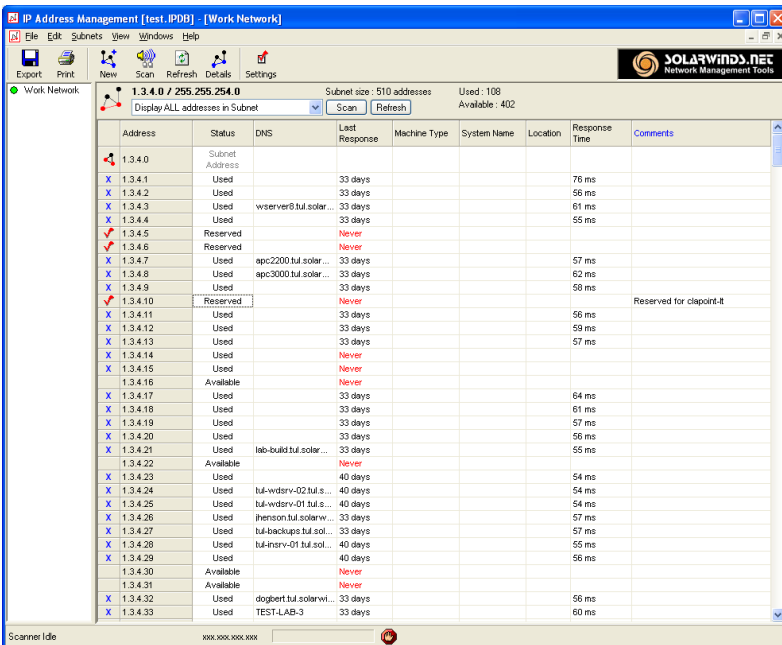 IP Address Management [test.IPDB] - [Work Network]
File Edit Subnets View Windows Help
Export Print New Scan Refresh Details Settings
SOLARWINDS.NET
Network Management Tools
Work Network
1.3.4.0 / 255.255.254.0 Subnet size : 510 addresses Used : 108
Display ALL addresses in Subnet Scan Refresh Available : 402
Address Status DNS Last Response Machine Type System Name Location Response Time Comments
1.3.4.0 Subnet Address
X 1.3.4.1 Used 33 days 76 ms
X 1.3.4.2 Used 33 days 56 ms
X 1.3.4.3 Used wserver8.tul.solar... 33 days 61 ms
X 1.3.4.4 Used 33 days 55 ms
1.3.4.5 Reserved Never
1.3.4.6 Reserved Never
X 1.3.4.7 Used apc2200.tul.solar... 33 days 57 ms
X 1.3.4.8 Used apc3000.tul.solar... 33 days 62 ms
X 1.3.4.9 Used 33 days 58 ms
1.3.4.10 Reserved Never Reserved for clapoint-lt
X 1.3.4.11 Used 33 days 56 ms
X 1.3.4.12 Used 33 days 59 ms
X 1.3.4.13 Used 33 days 57 ms
X 1.3.4.14 Used Never
X 1.3.4.15 Used Never
1.3.4.16 Available Never
X 1.3.4.17 Used 33 days 64 ms
X 1.3.4.18 Used 33 days 61 ms
X 1.3.4.19 Used 33 days 57 ms
X 1.3.4.20 Used 33 days 56 ms
X 1.3.4.21 Used lab-build.tul.solar... 33 days 55 ms
1.3.4.22 Available Never
X 1.3.4.23 Used 40 days 54 ms
X 1.3.4.24 Used tul-wdsrv-02.tul.s... 40 days 54 ms
X 1.3.4.25 Used tul-wdsrv-01.tul.s... 40 days 54 ms
X 1.3.4.26 Used jhenson.tul.solarw... 33 days 57 ms
X 1.3.4.27 Used tul-backups.tul.sol... 33 days 57 ms
X 1.3.4.28 Used tul-insrv-01.tul.sol... 40 days 55 ms
X 1.3.4.29 Used 40 days 56 ms
1.3.4.30 Available Never
1.3.4.31 Available Never
X 1.3.4.32 Used dogbert.tul.solarwi... 33 days 56 ms
X 1.3.4.33 Used TEST-LAB-3 33 days 60 ms
Scanner Idle xxx.xxx.xxx.xxx